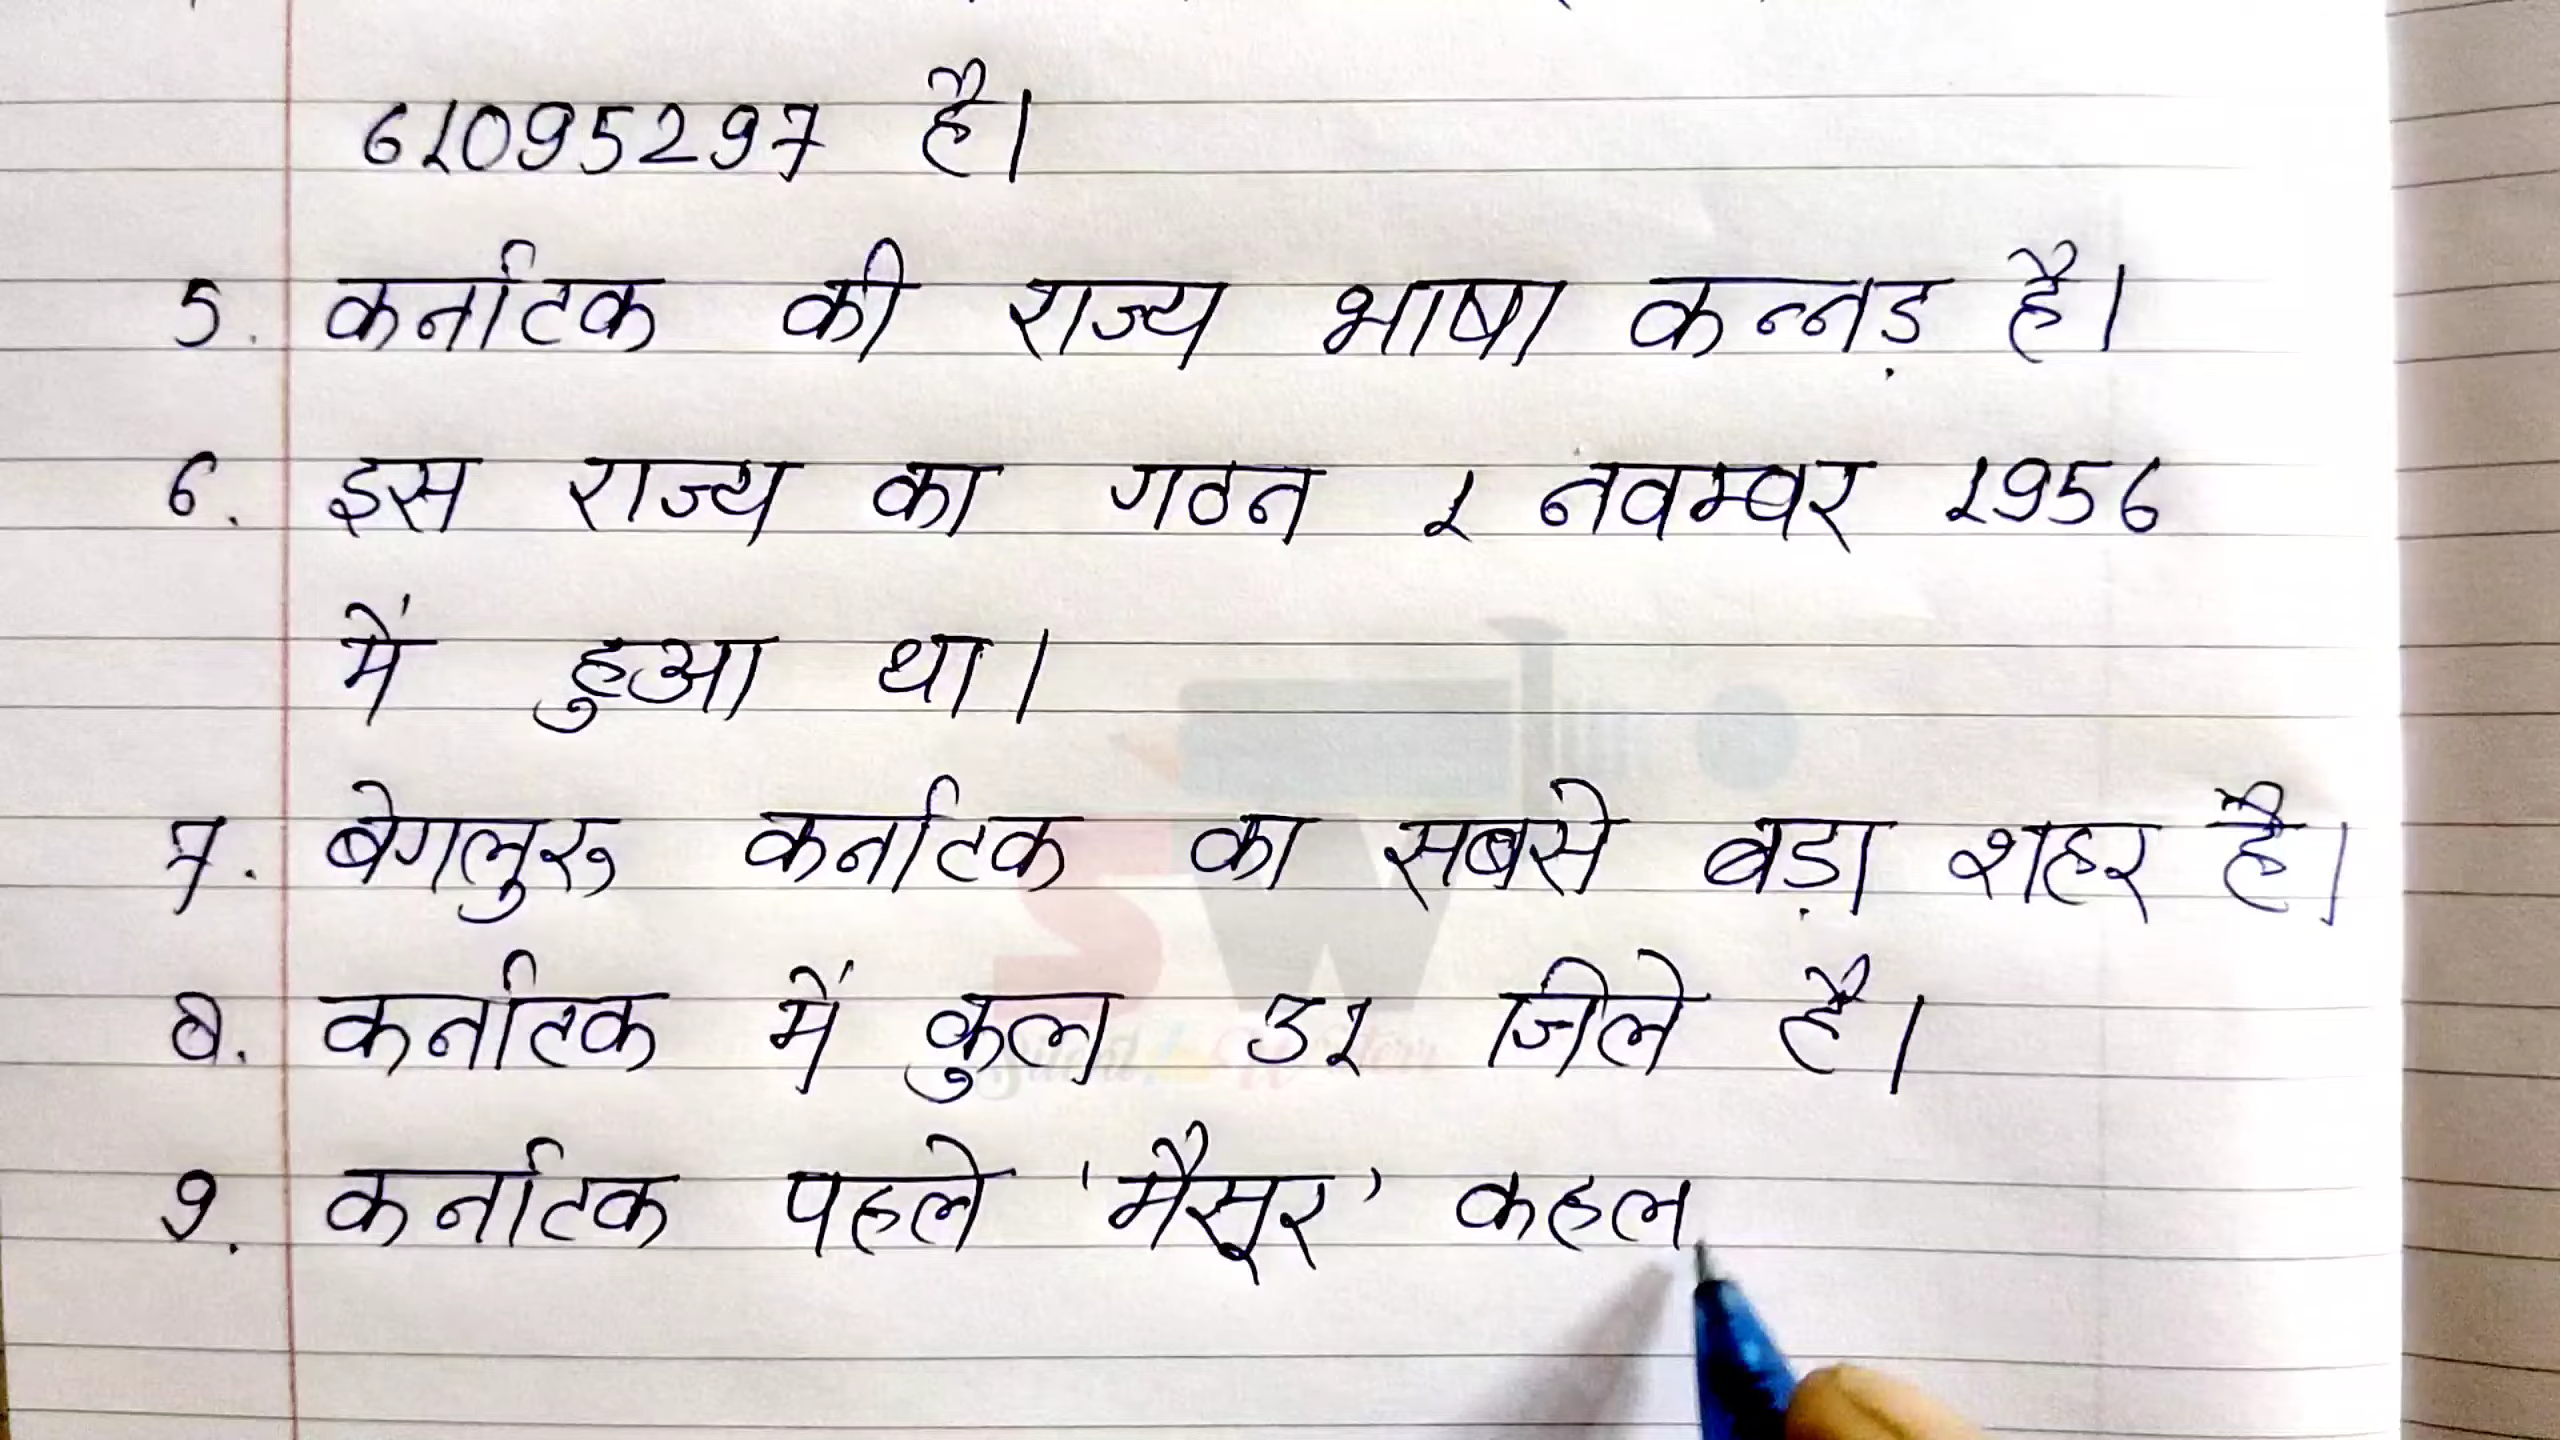 61095297 है।
5. कर्नाटक की राज्य भाषा कन्नड़ है।
6. इस राज्य का गठन 1 नवम्बर 1956
में हुआ था।
7. बेगलुरु कर्नाटक का सबसे बड़ा शहर है।
8. कर्नाटक में कुल 31 जिले है।
9. कर्नाटक पहले 'मैसूर' कहल